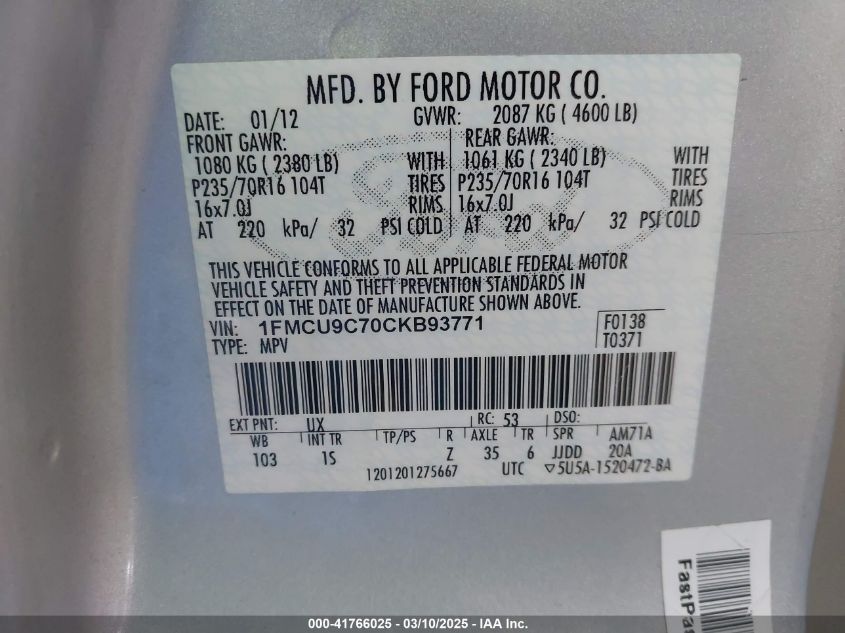 MFD. BY FORD MOTOR CO.
DATE: 01/12 GVWR: 2087 KG ( 4600 LB)
FRONT GAWR: REAR GAWR:
1080 KG ( 2380 LB) WITH 1061 KG ( 2340 LB) WITH
P235/70R16 104T TIRES P235/70R16 104T TIRES
16x7.0J RIMS 16x7.0J RIMS
AT 220 kPa/ 32 PSI COLD AT 220 kPa/ 32 PSI COLD
THIS VEHICLE CONFORMS TO ALL APPLICABLE FEDERAL MOTOR
VEHICLE SAFETY AND THEFT PREVENTION STANDARDS IN
EFFECT ON THE DATE OF MANUFACTURE SHOWN ABOVE.
VIN: 1FMCU9C70CKB93771 F0138
TYPE: MPV T0371
EXT PNT: UX RC: 53 DSO:
WB INT TR TP/PS R AXLE TR SPR AM71A
103 1S Z 35 6 JJDD 20A
1201201275667 UTC ▽5U5A-1520472-BA
Ford
FastPas
000-41766025 - 03/10/2025 - IAA Inc.